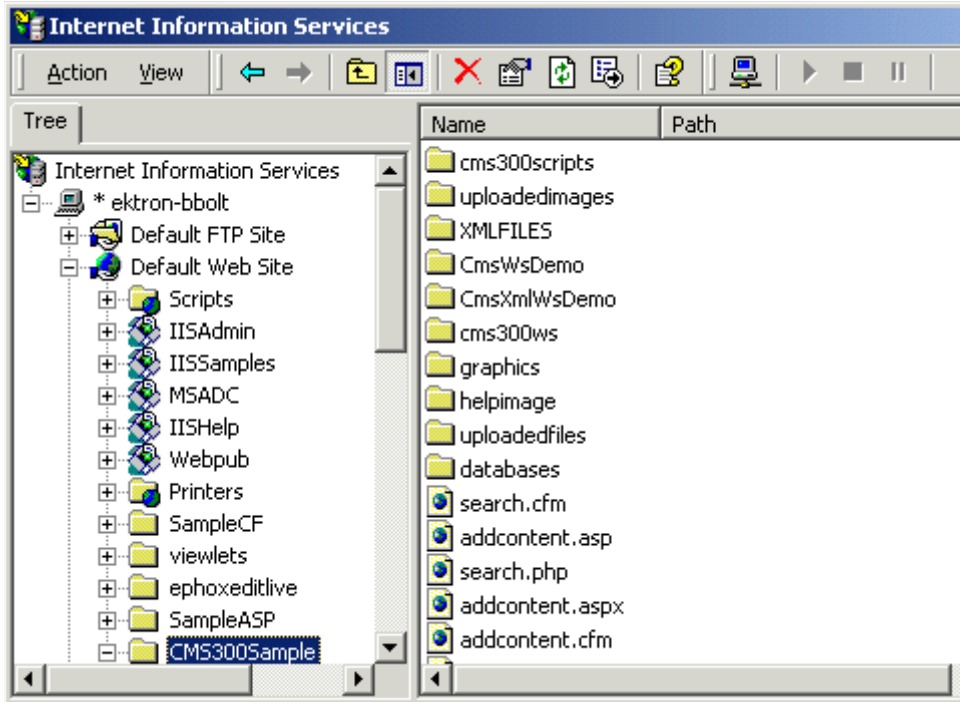 Internet Information Services
Action View
Tree
Name Path
Internet Information Services
* ektron-bbolt
Default FTP Site
Default Web Site
Scripts
IISAdmin
IISSamples
MSADC
IISHelp
Webpub
Printers
SampleCF
viewlets
ephoxeditlive
SampleASP
CMS300Sample
cms300scripts
uploadedimages
XMLFILES
CmsWsDemo
CmsXmlWsDemo
cms300ws
graphics
helpimage
uploadedfiles
databases
search.cfm
addcontent.asp
search.php
addcontent.aspx
addcontent.cfm